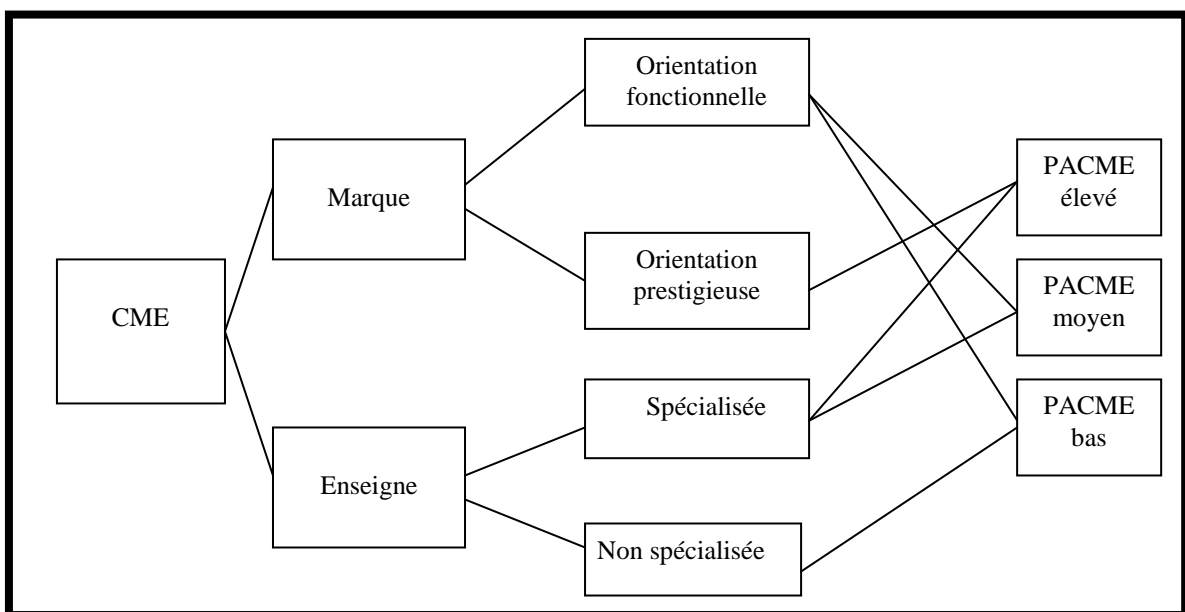 CME
Marque
Enseigne
Orientation
fonctionnelle
Orientation
prestigieuse
Spécialisée
Non spécialisée
PACME
élevé
PACME
moyen
PACME
bas